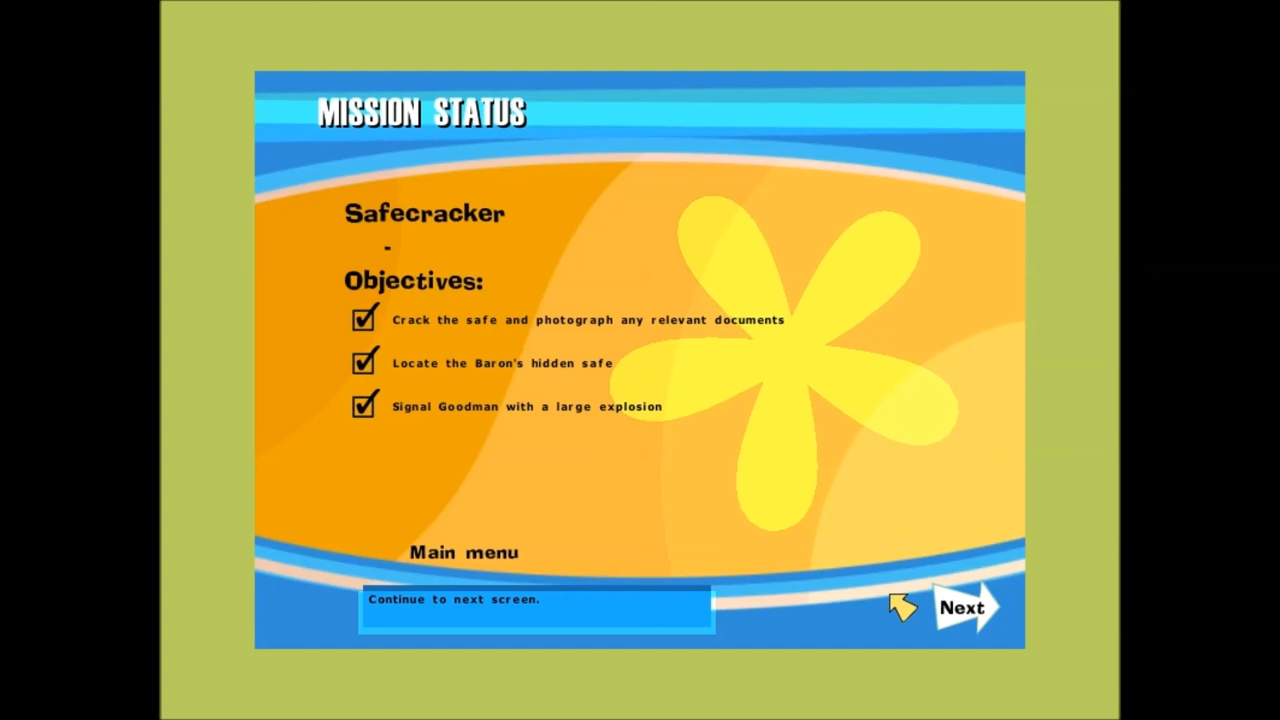 MISSION STATUS
Safecracker
-
Objectives:
Crack the safe and photograph any relevant documents
Locate the Baron's hidden safe
Signal Goodman with a large explosion
Main menu
Continue to next screen.
Next